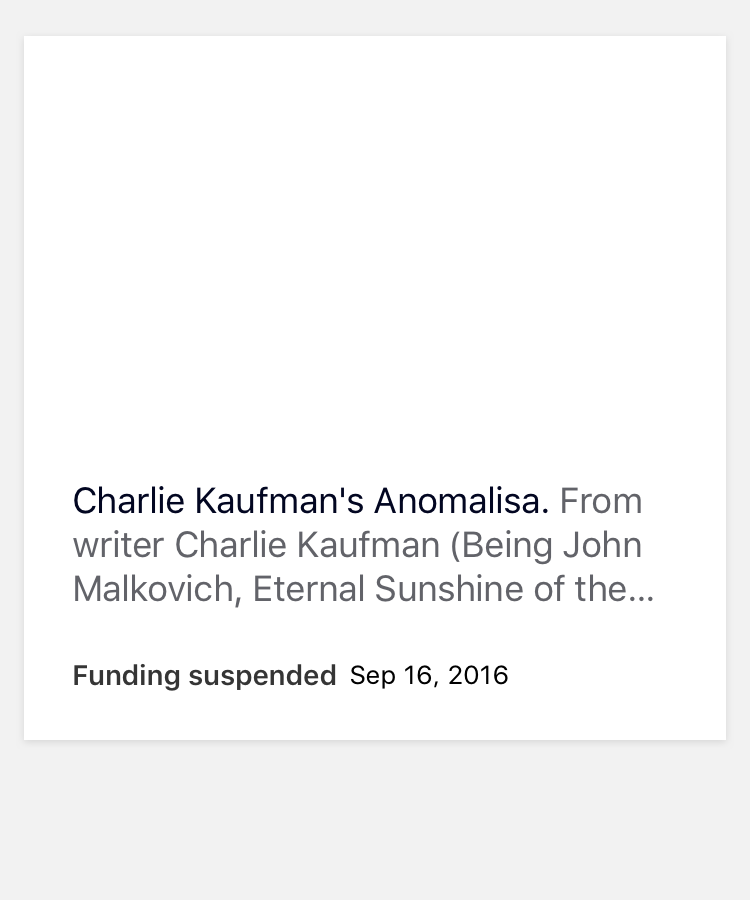 Charlie Kaufman's Anomalisa. From
writer Charlie Kaufman (Being John
Malkovich, Eternal Sunshine of the...
Funding suspended Sep 16, 2016